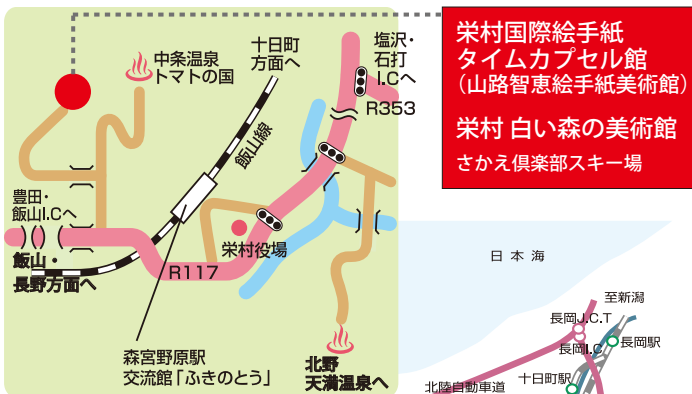 栄村国際絵手紙
タイムカプセル館
（山路智恵絵手紙美術館）
栄村 白い森の美術館
さかえ倶楽部スキー場
中条温泉
トマトの国
十日町
方面へ
塩沢・
石打
I.Cへ
R353
飯山線
豊田・
飯山I.Cへ
飯山・
長野方面へ
R117
栄村役場
森宮野原駅
交流館「ふきのとう」
北野
天満温泉へ
日本海
至新潟
長岡J.C.T
長岡I.C
長岡駅
北陸自動車道
十日町駅